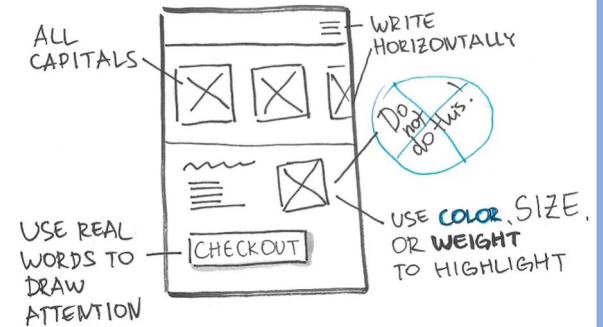 ALL
CAPITALS
WRITE
HORIZONTALLY
Do
not
do this!
USE REAL
WORDS TO
DRAW
ATTENTION
CHECKOUT
USE COLOR, SIZE,
OR WEIGHT
TO HIGHLIGHT